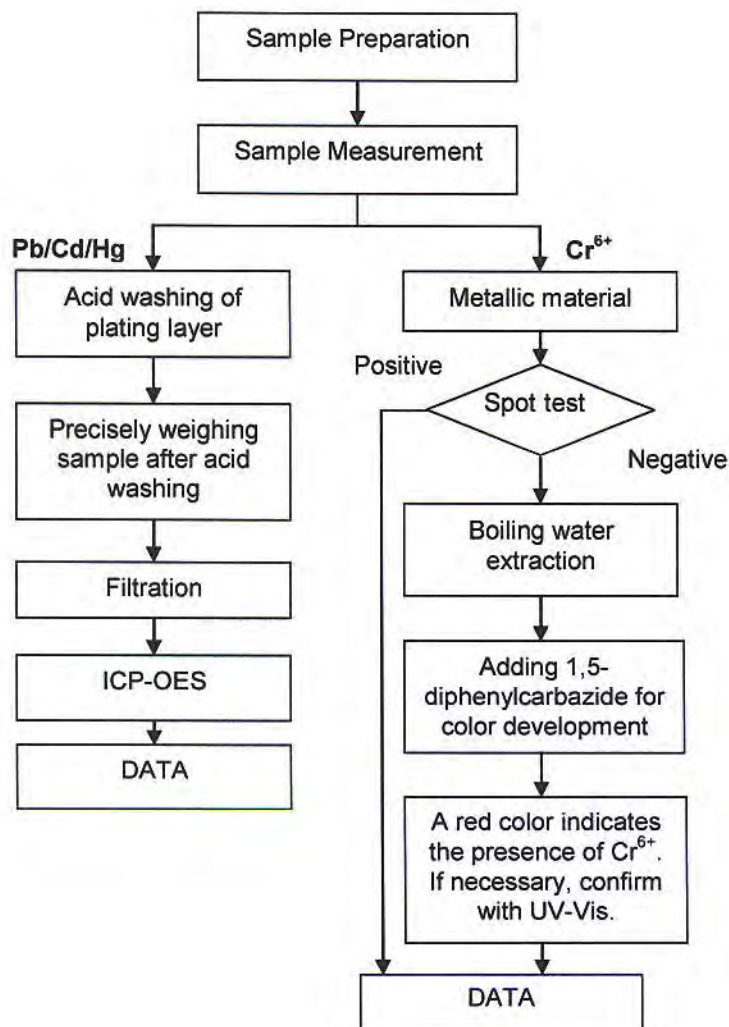 Sample Preparation
Sample Measurement
Pb/Cd/Hg
Acid washing of
plating layer
Precisely weighing
sample after acid
washing
Filtration
ICP-OES
DATA
Cr⁶⁺
Metallic material
Positive
Spot test
Negative
Boiling water
extraction
Adding 1,5-
diphenylcarbazide for
color development
A red color indicates
the presence of Cr⁶⁺.
If necessary, confirm
with UV-Vis.
DATA